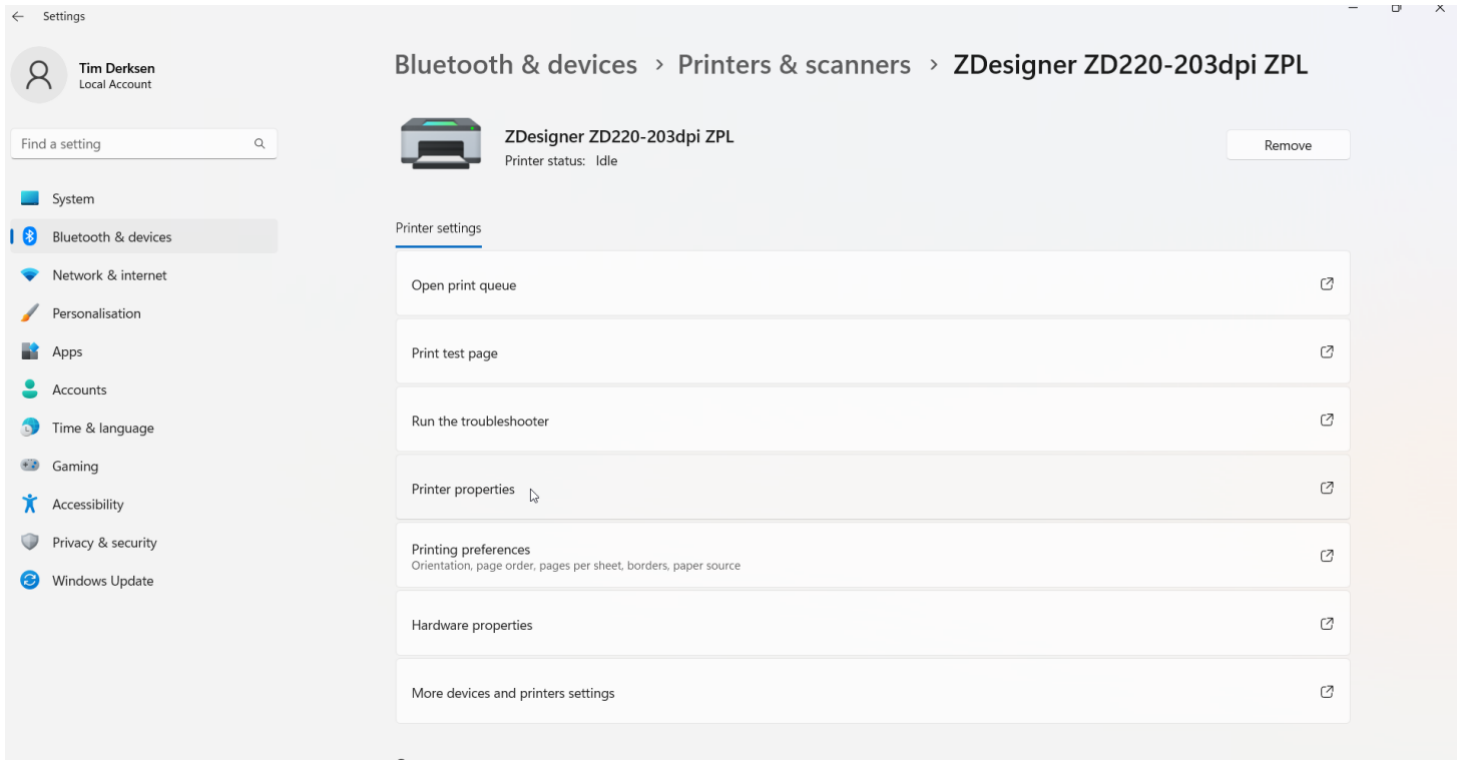 Settings
Tim Derksen
Local Account
Find a setting
System
Bluetooth & devices
Network & internet
Personalisation
Apps
Accounts
Time & language
Gaming
Accessibility
Privacy & security
Windows Update
Bluetooth & devices > Printers & scanners > ZDesigner ZD220-203dpi ZPL
ZDesigner ZD220-203dpi ZPL
Printer status: Idle
Remove
Printer settings
Open print queue
Print test page
Run the troubleshooter
Printer properties
Printing preferences
Orientation, page order, pages per sheet, borders, paper source
Hardware properties
More devices and printers settings